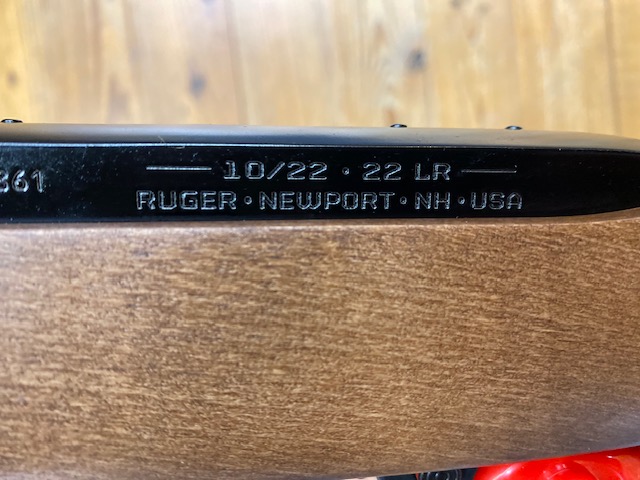 10/22 · 22 LR
RUGER · NEWPORT · NH · USA